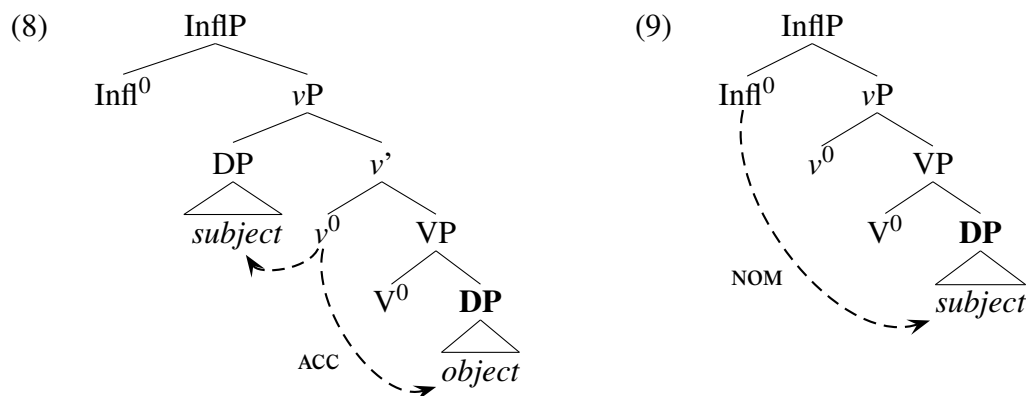 (8) InflP (9) InflP
Infl⁰ vP Infl⁰ vP
DP v’ v⁰ VP
subject v⁰ VP V⁰ DP
V⁰ DP NOM subject
ACC object